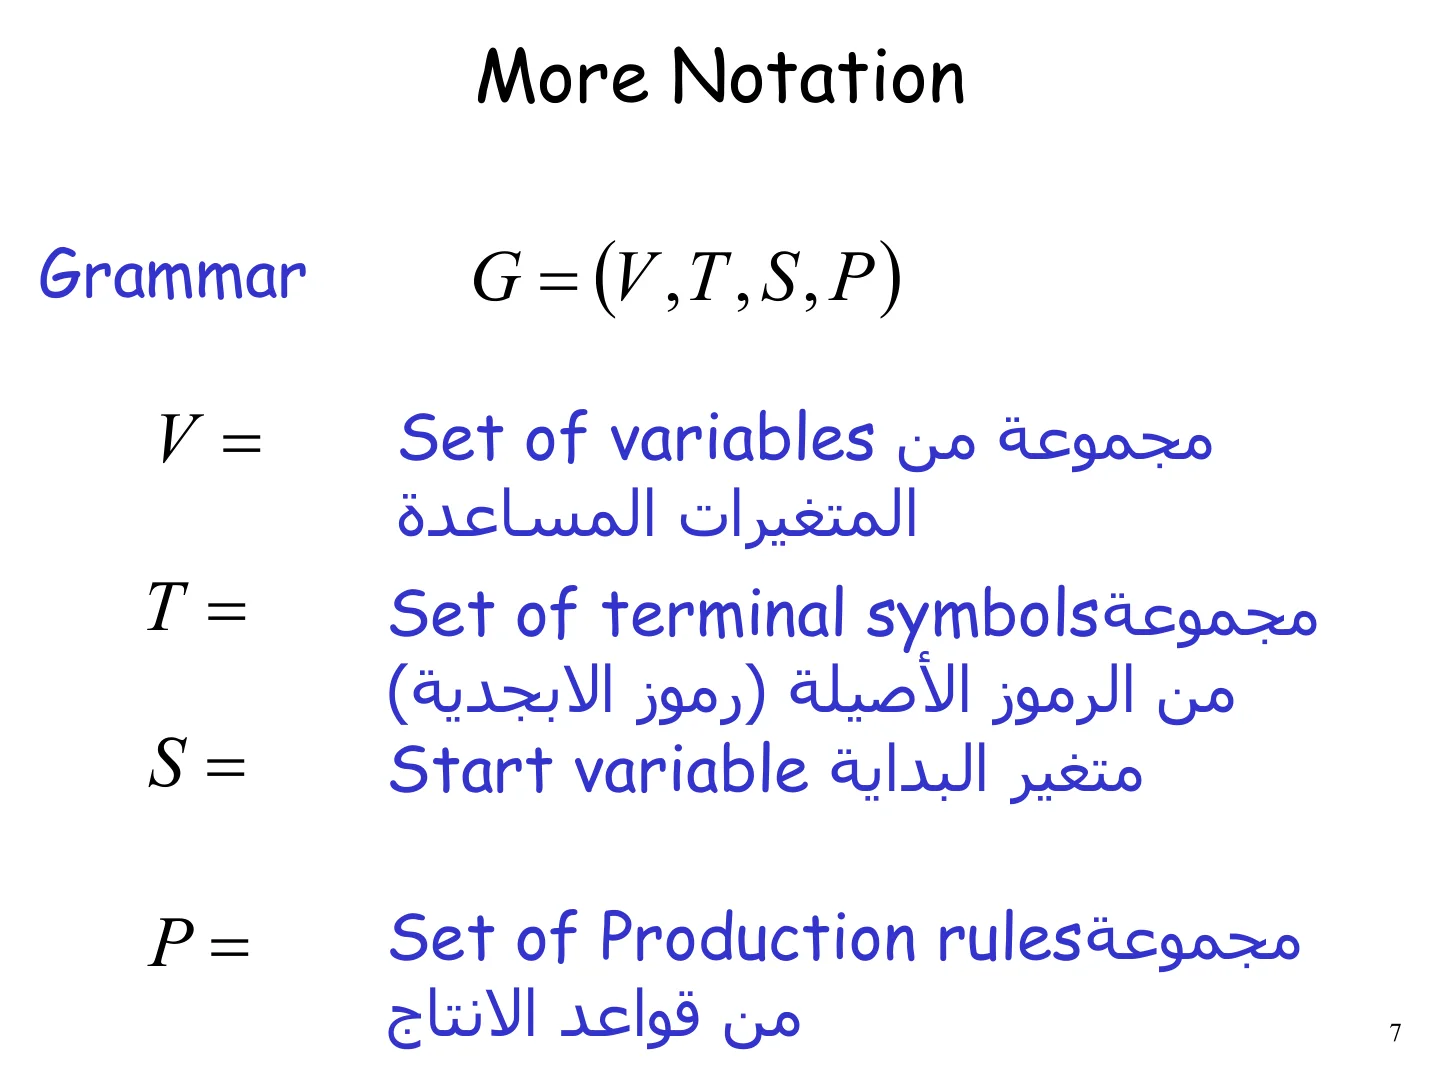 More Notation
Grammar G = (V, T, S, P)
V = Set of variables مجموعة من
المتغيرات المساعدة
T = Set of terminal symbolsمجموعة
من الرموز الأصيلة (رموز الابجدية)
S = Start variable متغير البداية
P = Set of Production rulesمجموعة
من قواعد الانتاج
7